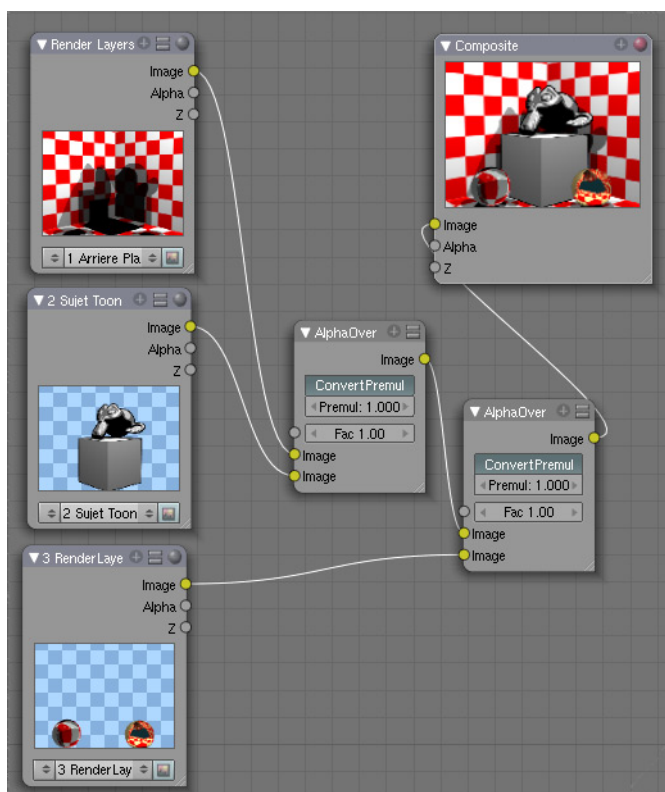 Render Layers
Image
Alpha
Z
1 Arriere Pla
2 Sujet Toon
Image
Alpha
Z
2 Sujet Toon
3 RenderLaye
Image
Alpha
Z
3 RenderLay
AlphaOver
Image
ConvertPremul
Premul: 1.000
Fac 1.00
Image
Image
AlphaOver
Image
ConvertPremul
Premul: 1.000
Fac 1.00
Image
Image
Composite
Image
Alpha
Z